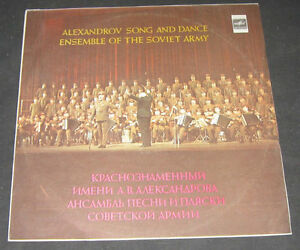 ALEXANDROV SONG AND DANCE
ENSEMBLE OF THE SOVIET ARMY
КРАСНОЗНАМЕННЫЙ
ИМЕНИ А.В.АЛЕКСАНДРОВА
АНСАМБЛЬ ПЕСНИ И ПЛЯСКИ
СОВЕТСКОЙ АРМИИ